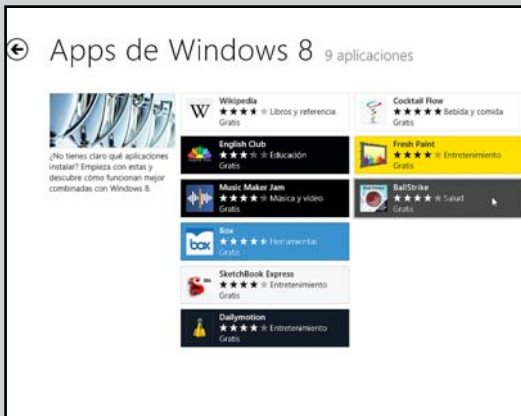 Apps de Windows 8 9 aplicaciones
¿No tienes claro qué aplicaciones
instalar? Empieza con estas y
descubre cómo funcionan mejor
combinadas con Windows 8.
W
Wikipedia
Libros y referencia
Gratis
English Club
Educación
Gratis
Music Maker Jam
Música y vídeo
Gratis
box
Box
Herramientas
Gratis
SketchBook Express
Entretenimiento
Gratis
Dailymotion
Entretenimiento
Gratis
Cocktail Flow
Bebida y comida
Gratis
Fresh Paint
Entretenimiento
Gratis
BallStrike
Salud
Gratis